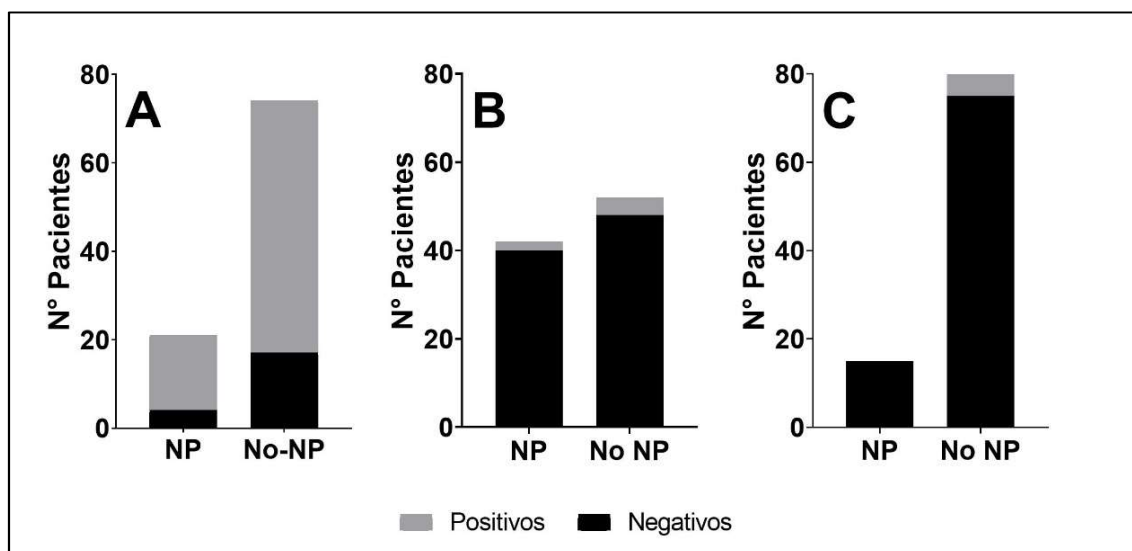 A
N° Pacientes
80
60
40
20
0
NP
No-NP
B
N° Pacientes
80
60
40
20
0
NP
No NP
C
N° Pacientes
80
60
40
20
0
NP
No NP
Positivos
Negativos